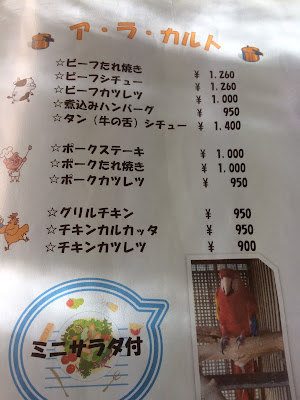 ア・ラ・カルト
☆ビーフたれ焼き ¥ 1.260
☆ビーフシチュー ¥ 1.260
☆ビーフカツレツ ¥ 1.000
☆煮込みハンバーグ ¥ 950
☆タン（牛の舌）シチュー ¥ 1.400
☆ポークステーキ ¥ 1.000
☆ポークたれ焼き ¥ 1.000
☆ポークカツレツ ¥ 950
☆グリルチキン ¥ 950
☆チキンカルカッタ ¥ 950
☆チキンカツレツ ¥ 900
ミニサラダ付